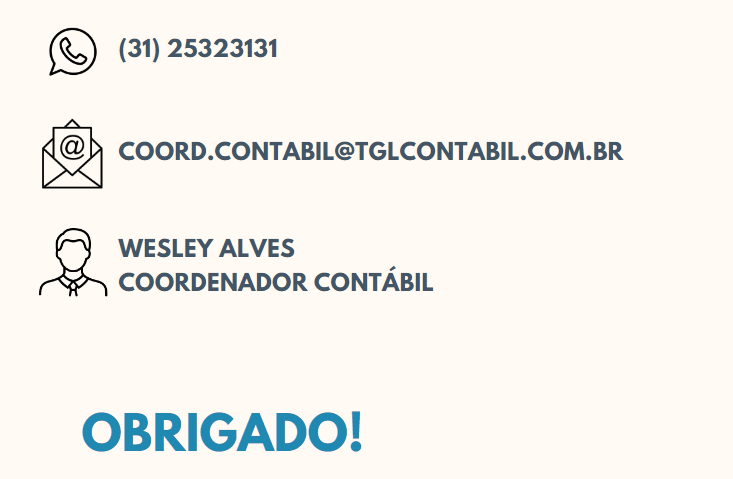 (31) 25323131
COORD.CONTABIL@TGLCONTABIL.COM.BR
WESLEY ALVES
COORDENADOR CONTÁBIL
OBRIGADO!